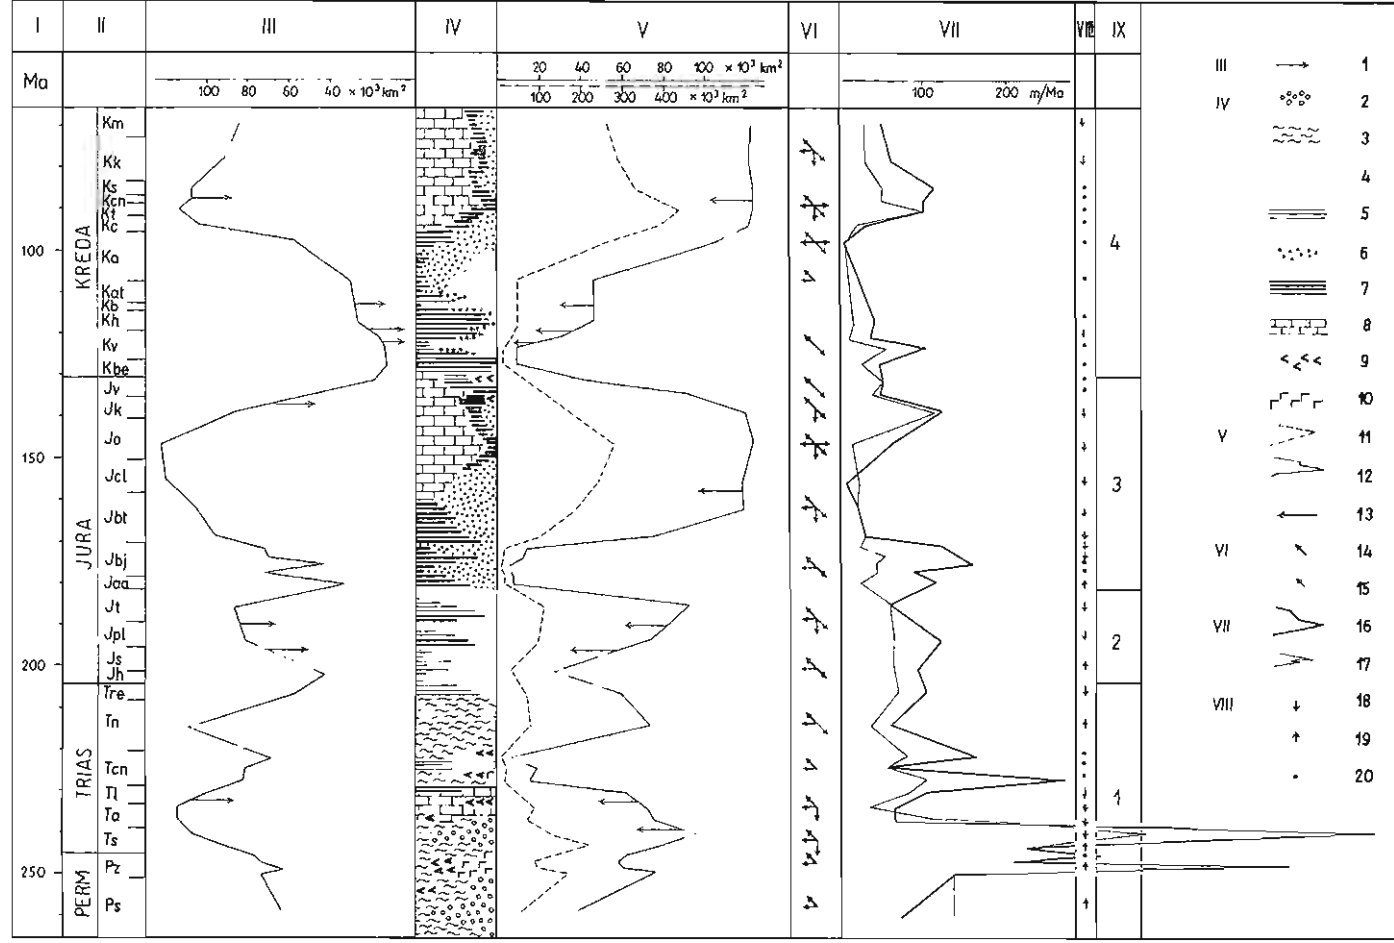 I II III IV V VI VII VIII IX
Ma
100 80 60 40 ×10³ km²
20 40 60 80 100 ×10³ km²
100 200 300 400 ×10³ km²
100 200 m/Ma
KREDA
JURA
TRIAS
PERM
100
150
200
250
Km
Kk
Ks
Kcn
Kt
Kc
Ka
Kat
Kb
Kh
Kv
Kbe
Jv
Jk
Jo
Jcl
Jbt
Jbj
Jaa
Jt
Jpl
Js
Jh
Tre
Tn
Tcn
Tl
Ta
Ts
Pz
Ps
4
3
2
1
III 1
IV 2
3
4
5
6
7
8
9
10
V 11
12
13
VI 14
15
VII 16
17
VIII 18
19
20